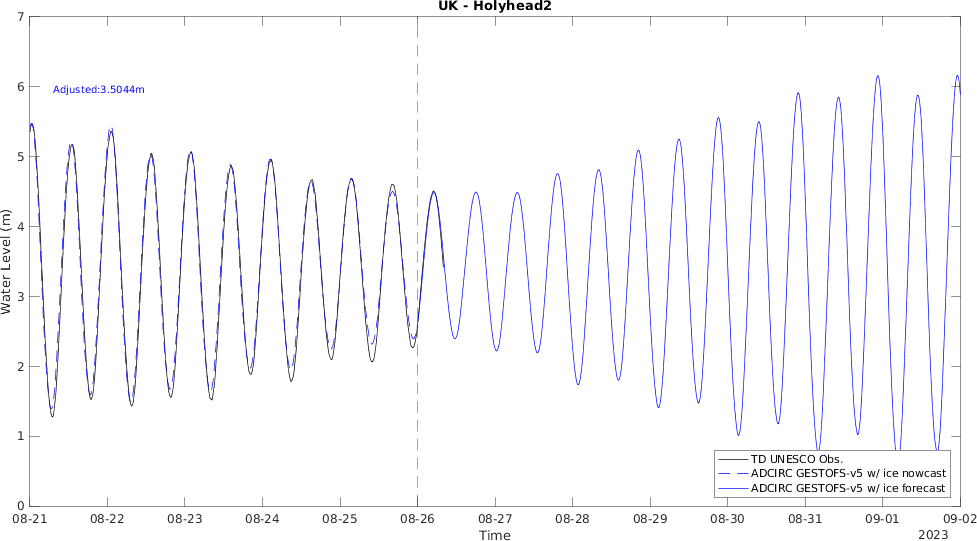 UK - Holyhead2
7
6
5
4
3
2
1
0
Water Level (m)
Adjusted:3.5044m
TD UNESCO Obs.
ADCIRC GESTOFS-v5 w/ ice nowcast
ADCIRC GESTOFS-v5 w/ ice forecast
08-21 08-22 08-23 08-24 08-25 08-26 08-27 08-28 08-29 08-30 08-31 09-01 09-02
Time
2023